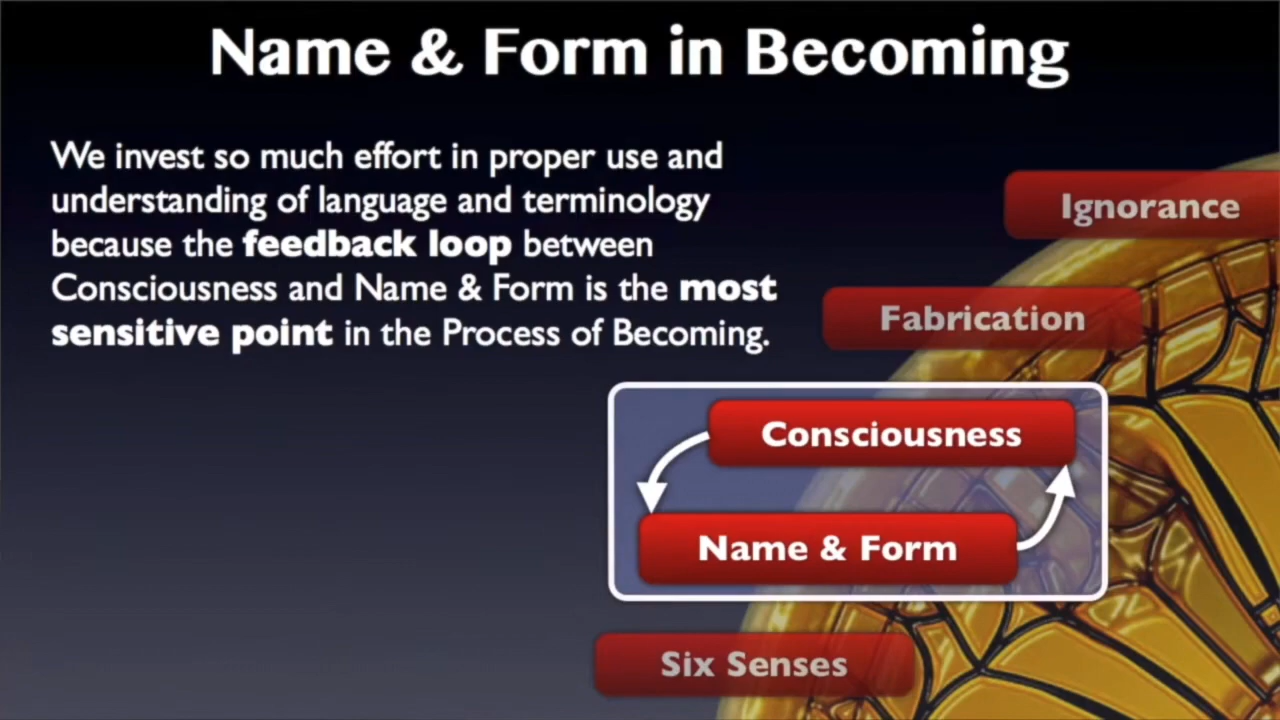 Name & Form in Becoming
We invest so much effort in proper use and
understanding of language and terminology
because the feedback loop between
Consciousness and Name & Form is the most
sensitive point in the Process of Becoming.
Ignorance
Fabrication
Consciousness
Name & Form
Six Senses